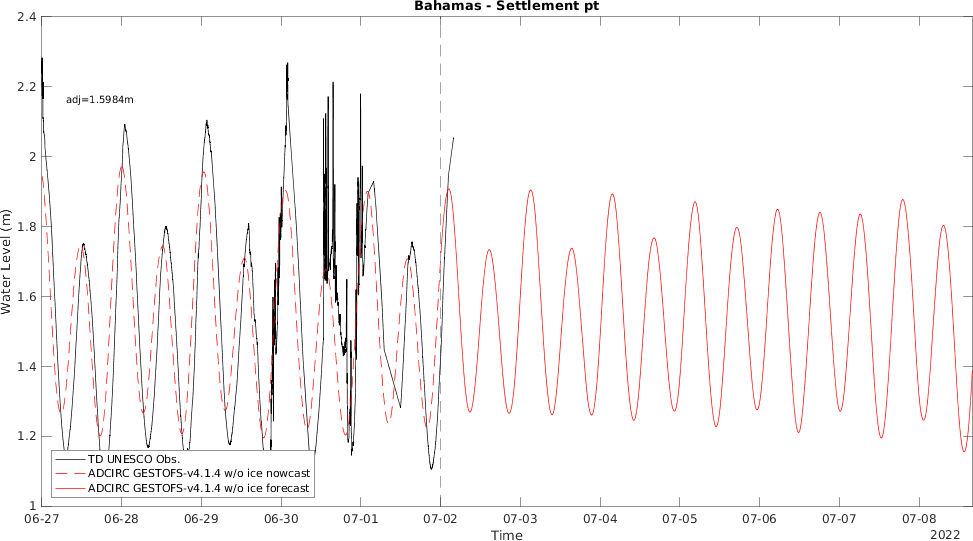 Bahamas - Settlement pt
2.4
2.2
2
1.8
1.6
1.4
1.2
1
Water Level (m)
adj=1.5984m
TD UNESCO Obs.
ADCIRC GESTOFS-v4.1.4 w/o ice nowcast
ADCIRC GESTOFS-v4.1.4 w/o ice forecast
06-27 06-28 06-29 06-30 07-01 07-02 07-03 07-04 07-05 07-06 07-07 07-08
Time
2022